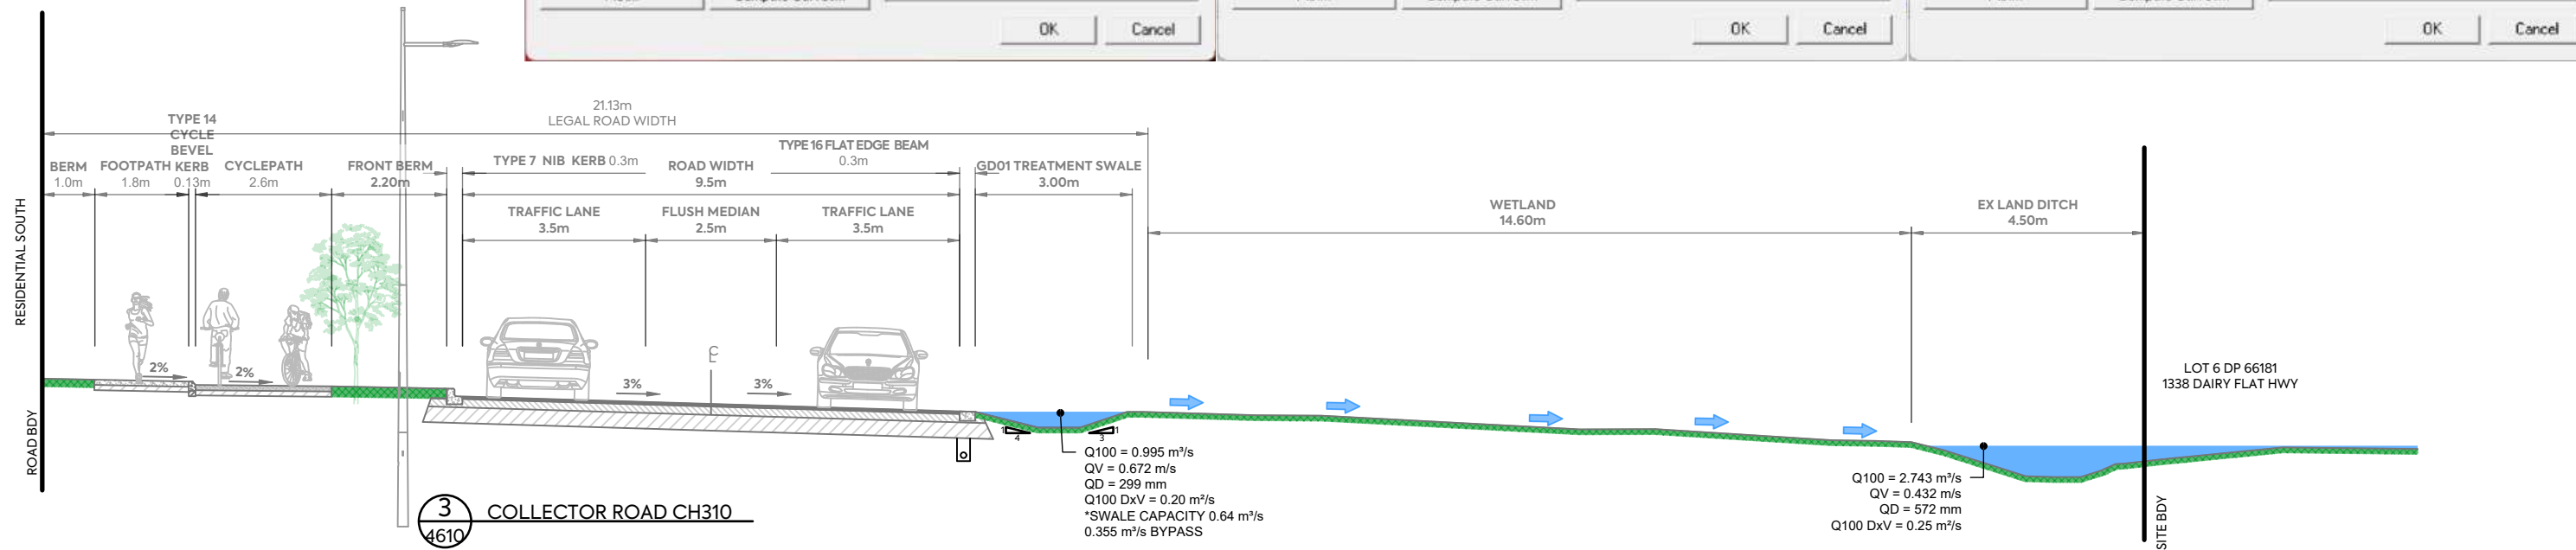 OK Cancel
OK Cancel
OK Cancel
21.13m
LEGAL ROAD WIDTH
TYPE 14
CYCLE
BEVEL
KERB
0.13m
BERM
1.0m
FOOTPATH
1.8m
CYCLEPATH
2.6m
FRONT BERM
2.20m
TYPE 7 NIB KERB 0.3m
ROAD WIDTH
9.5m
TYPE 16 FLAT EDGE BEAM
0.3m
GD01 TREATMENT SWALE
3.00m
TRAFFIC LANE
3.5m
FLUSH MEDIAN
2.5m
TRAFFIC LANE
3.5m
WETLAND
14.60m
EX LAND DITCH
4.50m
RESIDENTIAL SOUTH
ROAD BDY
2%
2%
3%
3%
1
4
1
3
Q100 = 0.995 m³/s
QV = 0.672 m/s
QD = 299 mm
Q100 DxV = 0.20 m²/s
*SWALE CAPACITY 0.64 m³/s
0.355 m³/s BYPASS
Q100 = 2.743 m³/s
QV = 0.432 m/s
QD = 572 mm
Q100 DxV = 0.25 m²/s
LOT 6 DP 66181
1338 DAIRY FLAT HWY
SITE BDY
3
4610
COLLECTOR ROAD CH310